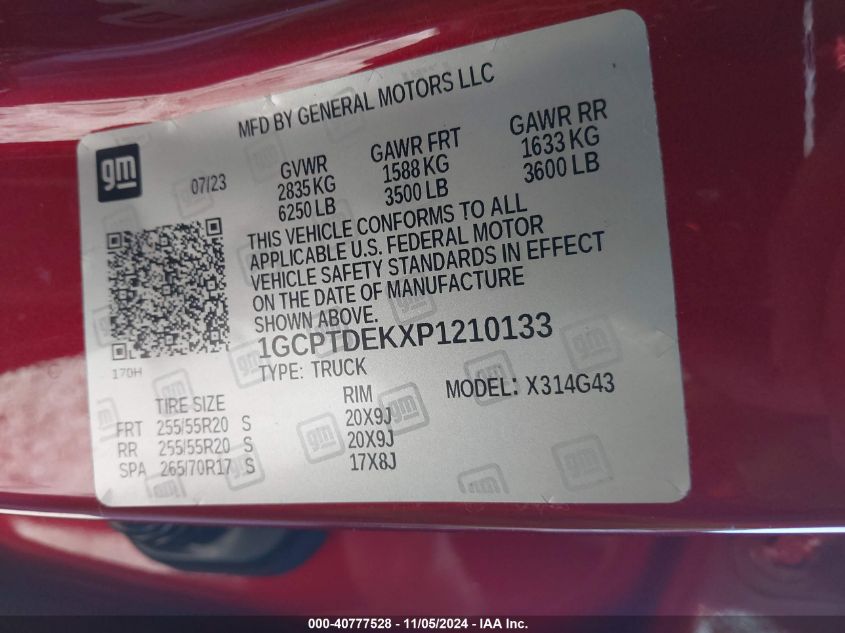 MFD BY GENERAL MOTORS LLC
gm
07/23
GVWR
2835 KG
6250 LB
GAWR FRT
1588 KG
3500 LB
GAWR RR
1633 KG
3600 LB
THIS VEHICLE CONFORMS TO ALL
APPLICABLE U.S. FEDERAL MOTOR
VEHICLE SAFETY STANDARDS IN EFFECT
ON THE DATE OF MANUFACTURE
SHOWN ABOVE.
1GCPTDEKXP1210133
170H
TYPE: TRUCK
MODEL: X314G43
TIRE SIZE RIM
FRT 255/55R20 S 20X9J
RR 255/55R20 S 20X9J
SPA 265/70R17 S 17X8J
000-40777528 - 11/05/2024 - IAA Inc.